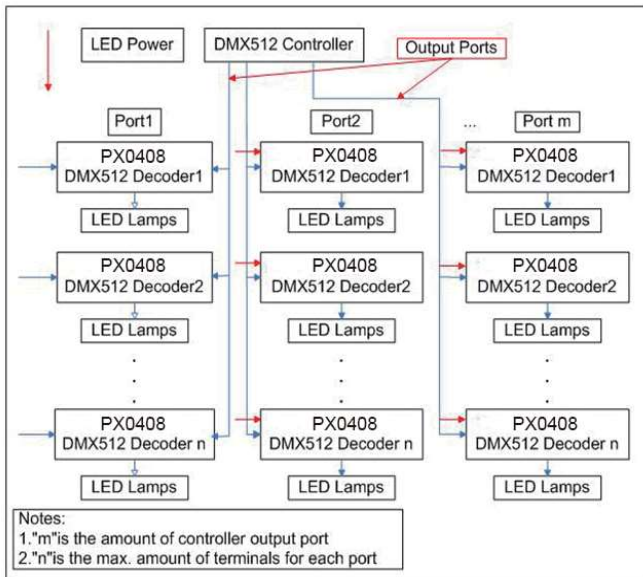 LED Power
DMX512 Controller
Output Ports
Port1
Port2
...
Port m
PX0408
DMX512 Decoder1
PX0408
DMX512 Decoder1
PX0408
DMX512 Decoder1
LED Lamps
LED Lamps
LED Lamps
PX0408
DMX512 Decoder2
PX0408
DMX512 Decoder2
PX0408
DMX512 Decoder2
LED Lamps
LED Lamps
LED Lamps
PX0408
DMX512 Decoder n
PX0408
DMX512 Decoder n
PX0408
DMX512 Decoder n
LED Lamps
LED Lamps
LED Lamps
Notes:
1."m"is the amount of controller output port
2."n"is the max. amount of terminals for each port